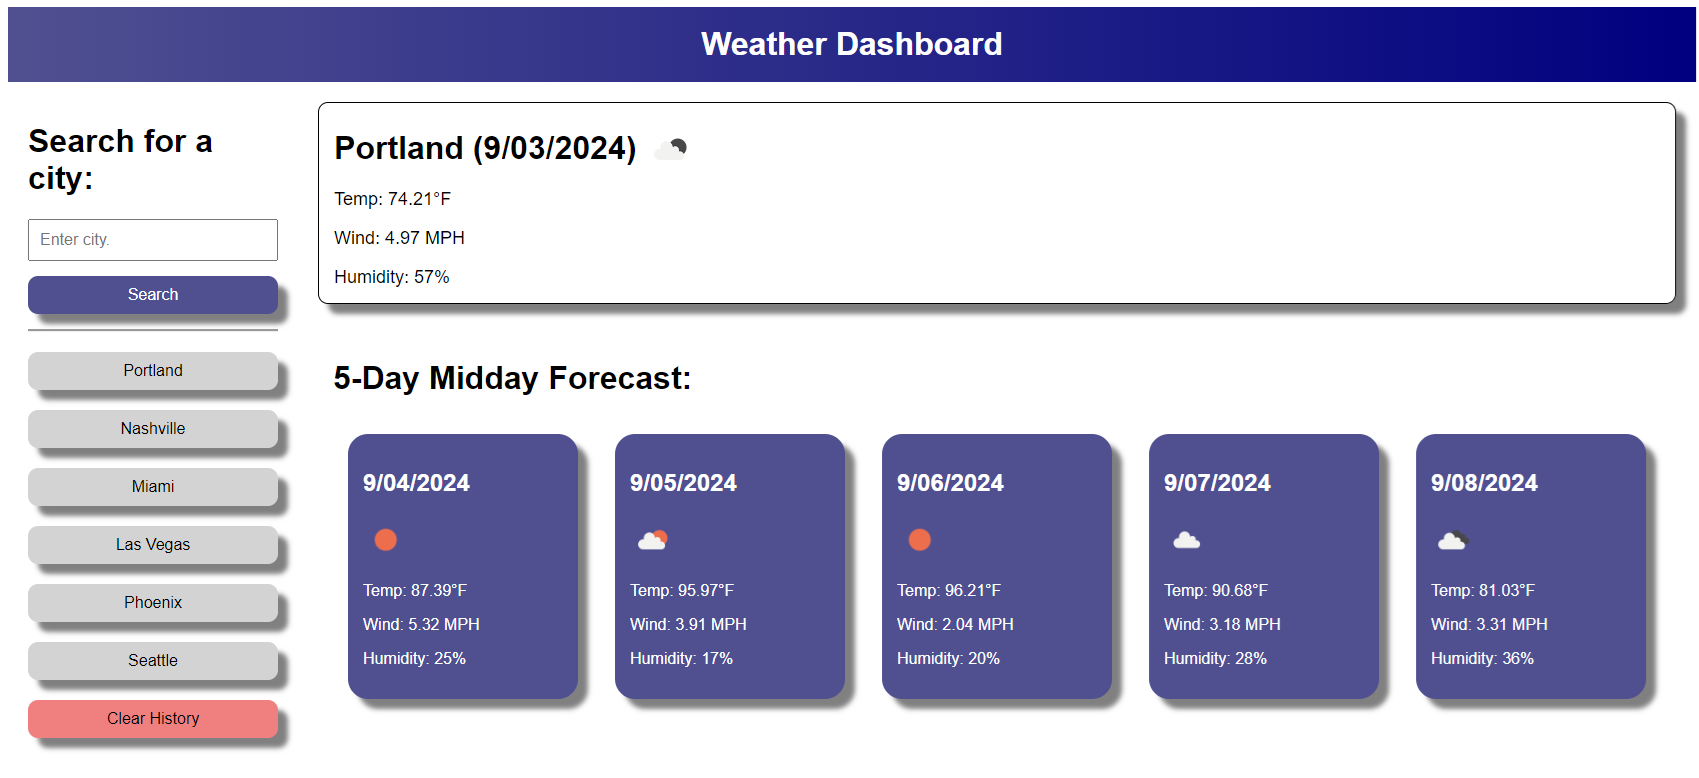 Weather Dashboard
Search for a
city:
Enter city.
Search
Portland
Nashville
Miami
Las Vegas
Phoenix
Seattle
Clear History
Portland (9/03/2024)
Temp: 74.21°F
Wind: 4.97 MPH
Humidity: 57%
5-Day Midday Forecast:
9/04/2024
Temp: 87.39°F
Wind: 5.32 MPH
Humidity: 25%
9/05/2024
Temp: 95.97°F
Wind: 3.91 MPH
Humidity: 17%
9/06/2024
Temp: 96.21°F
Wind: 2.04 MPH
Humidity: 20%
9/07/2024
Temp: 90.68°F
Wind: 3.18 MPH
Humidity: 28%
9/08/2024
Temp: 81.03°F
Wind: 3.31 MPH
Humidity: 36%